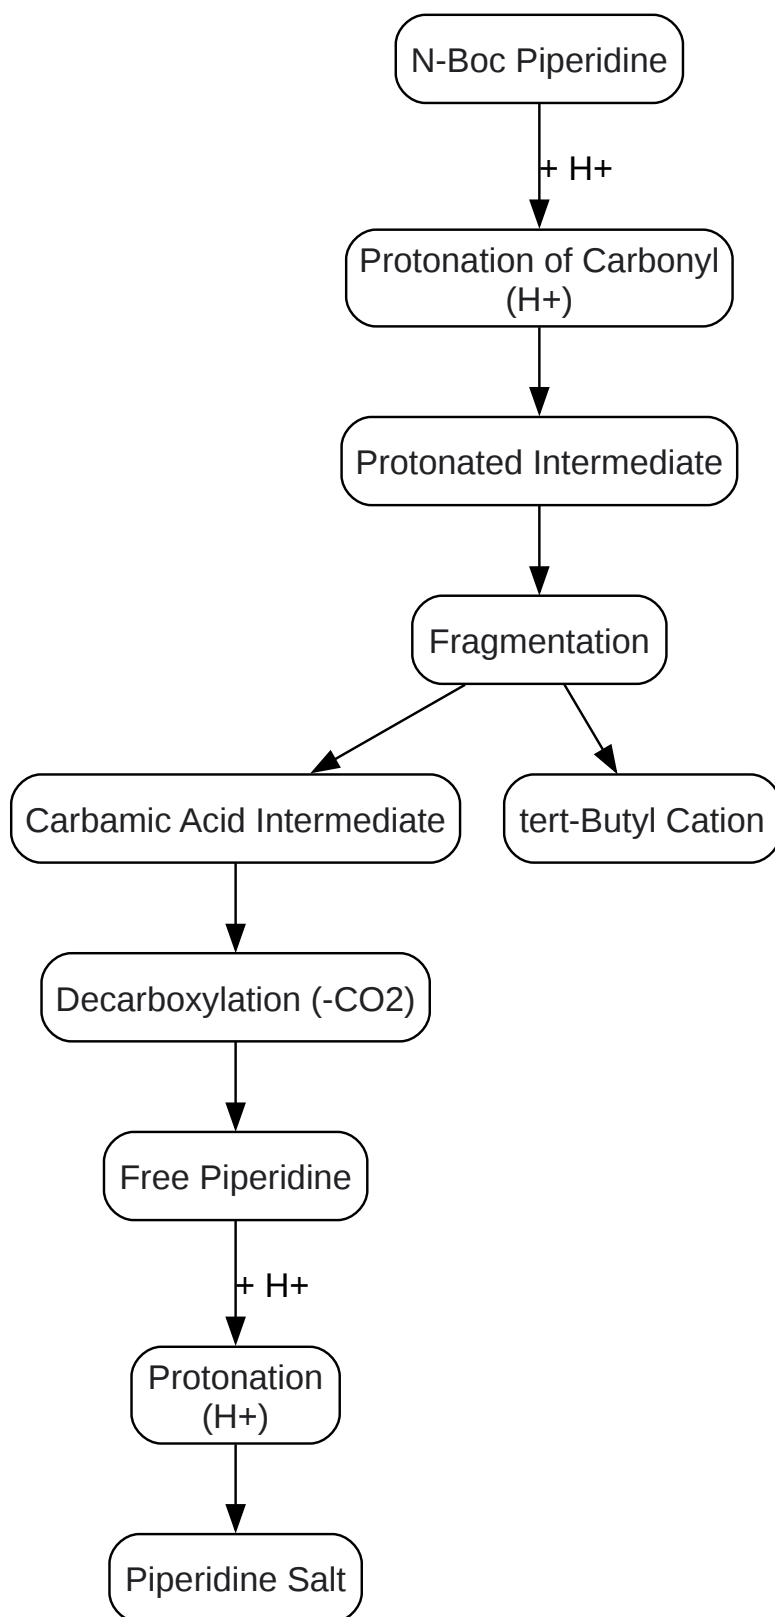 N-Boc Piperidine
+ H+
Protonation of Carbonyl
(H+)
Protonated Intermediate
Fragmentation
Carbamic Acid Intermediate
tert-Butyl Cation
Decarboxylation (-CO2)
Free Piperidine
+ H+
Protonation
(H+)
Piperidine Salt